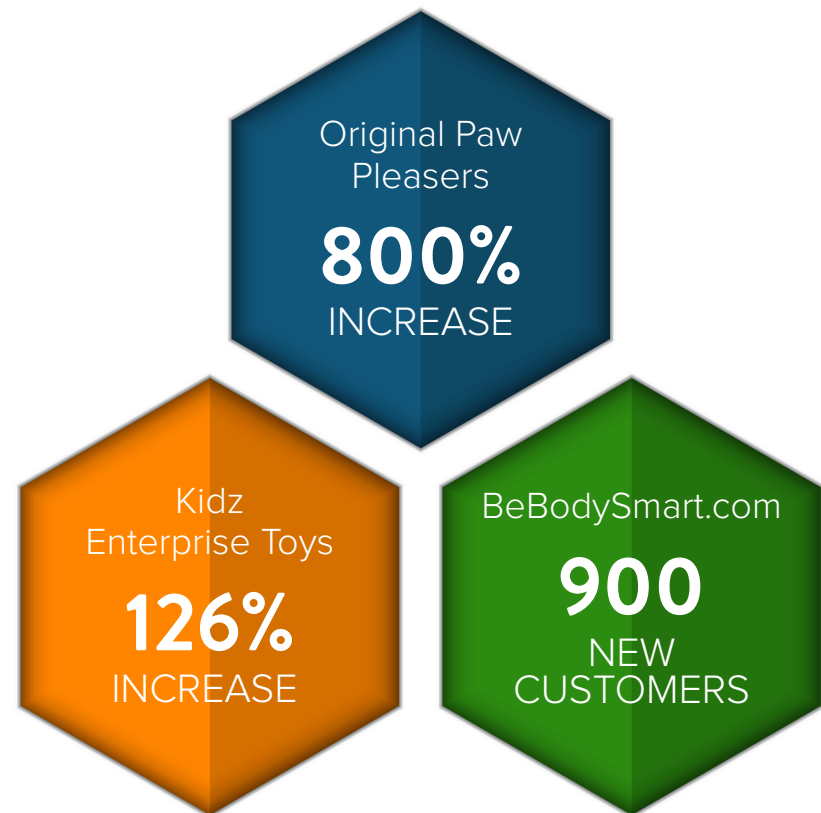 Original Paw
Pleasers
800%
INCREASE
Kidz
Enterprise Toys
126%
INCREASE
BeBodySmart.com
900
NEW
CUSTOMERS